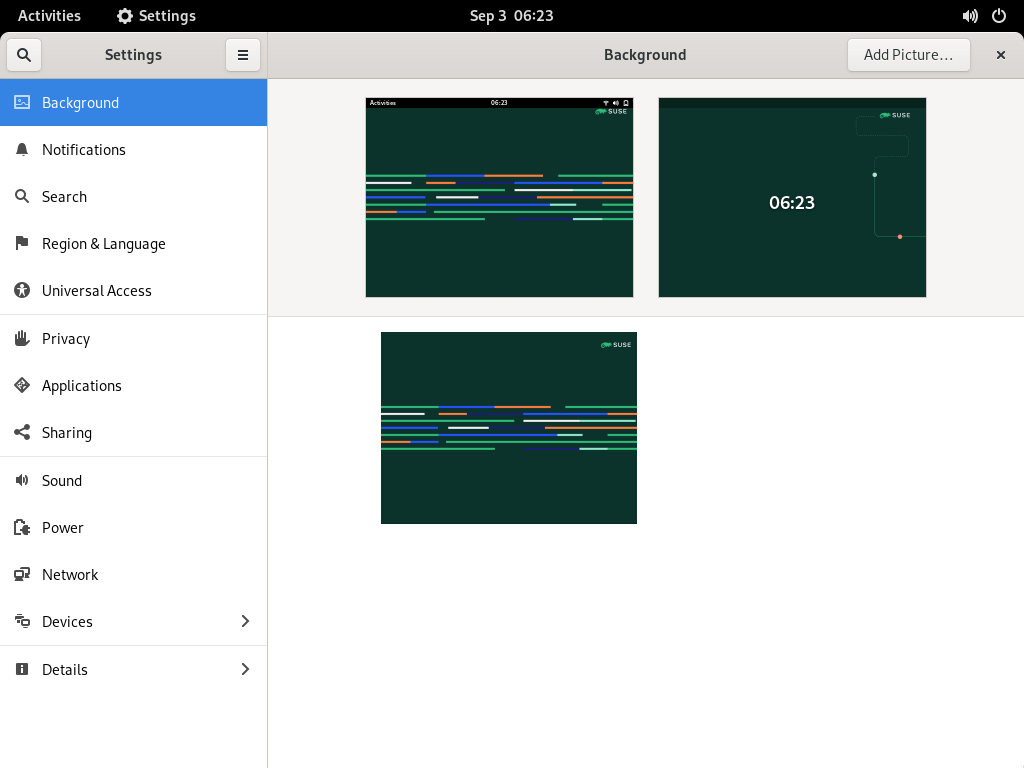 Activities Settings Sep 3 06:23
Settings Background Add Picture…
Background
Notifications
Search
Region & Language
Universal Access
Privacy
Applications
Sharing
Sound
Power
Network
Devices
Details
Activities 06:23
SUSE
SUSE
06:23
SUSE